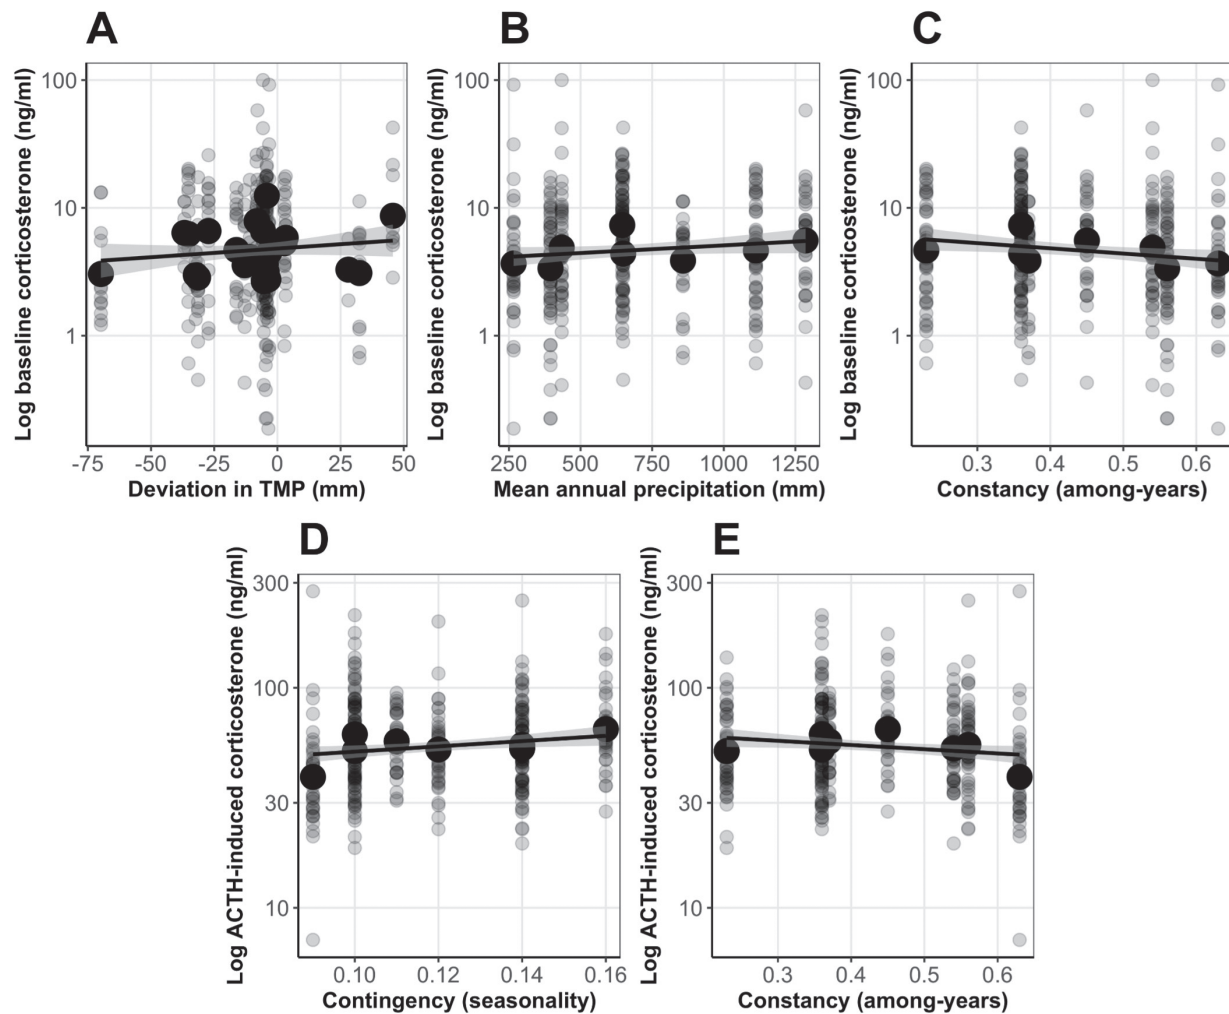 A
B
C
Log baseline corticosterone (ng/ml)
100
10
1
-75 -50 -25 0 25 50
Deviation in TMP (mm)
Log baseline corticosterone (ng/ml)
100
10
1
250 500 750 1000 1250
Mean annual precipitation (mm)
Log baseline corticosterone (ng/ml)
100
10
1
0.3 0.4 0.5 0.6
Constancy (among-years)
D
E
Log ACTH-induced corticosterone (ng/ml)
300
100
30
10
0.10 0.12 0.14 0.16
Contingency (seasonality)
Log ACTH-induced corticosterone (ng/ml)
300
100
30
10
0.3 0.4 0.5 0.6
Constancy (among-years)